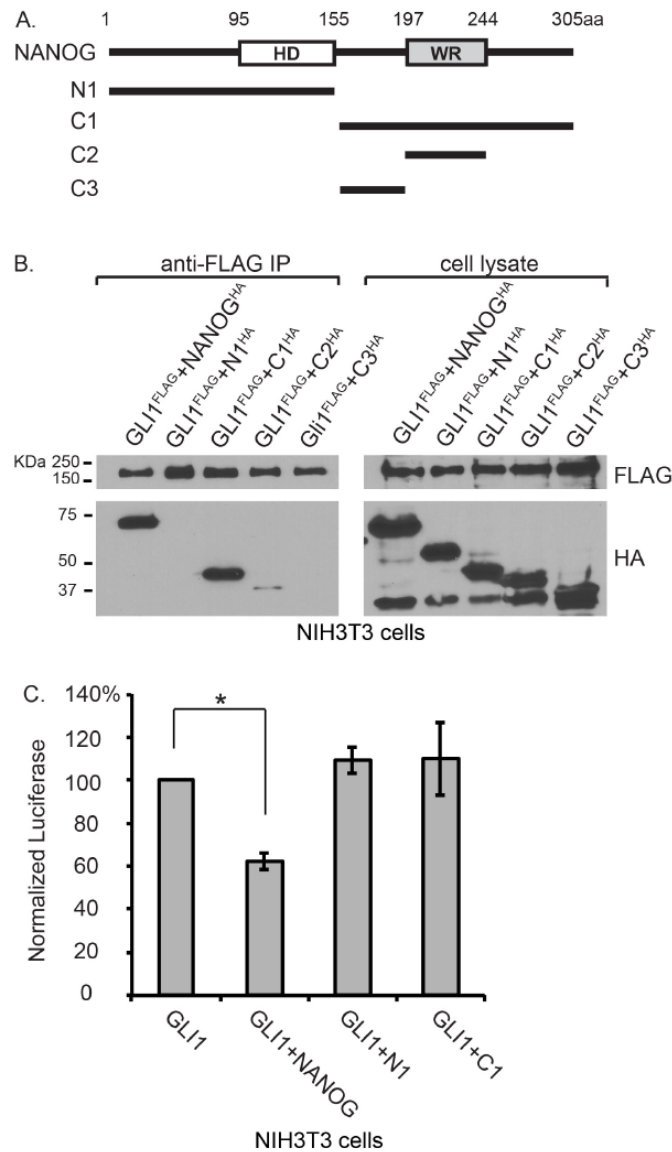 A.
1 95 155 197 244 305aa
NANOG HD WR
N1
C1
C2
C3
B.
anti-FLAG IP cell lysate
GLI1FLAG+NANOGHA
GLI1FLAG+N1HA
GLI1FLAG+C1HA
GLI1FLAG+C2HA
Gli1FLAG+C3HA
GLI1FLAG+NANOGHA
GLI1FLAG+N1HA
GLI1FLAG+C1HA
GLI1FLAG+C2HA
GLI1FLAG+C3HA
KDa 250
150
FLAG
75
50
37
HA
NIH3T3 cells
C.
140%
120
100
80
60
40
20
0
*
Normalized Luciferase
GLI1
GLI1+NANOG
GLI1+N1
GLI1+C1
NIH3T3 cells